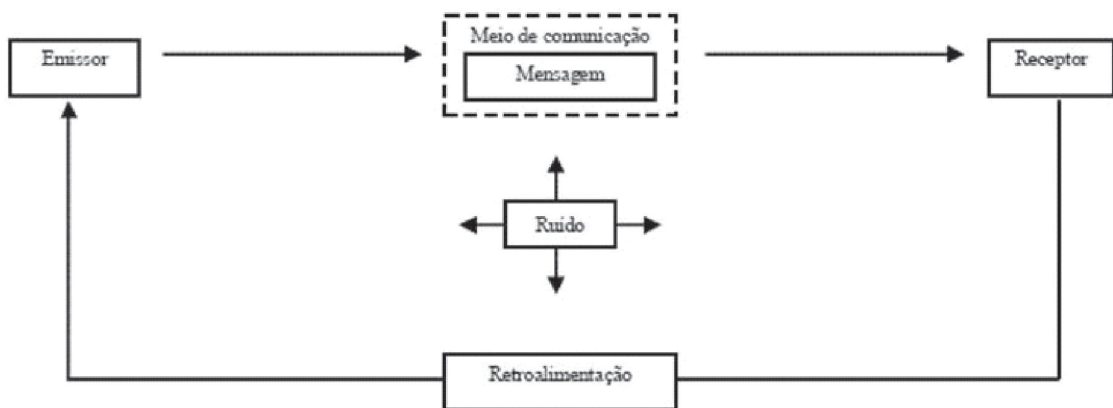 Emissor
Meio de comunicação
Mensagem
Receptor
Ruído
Retroalimentação